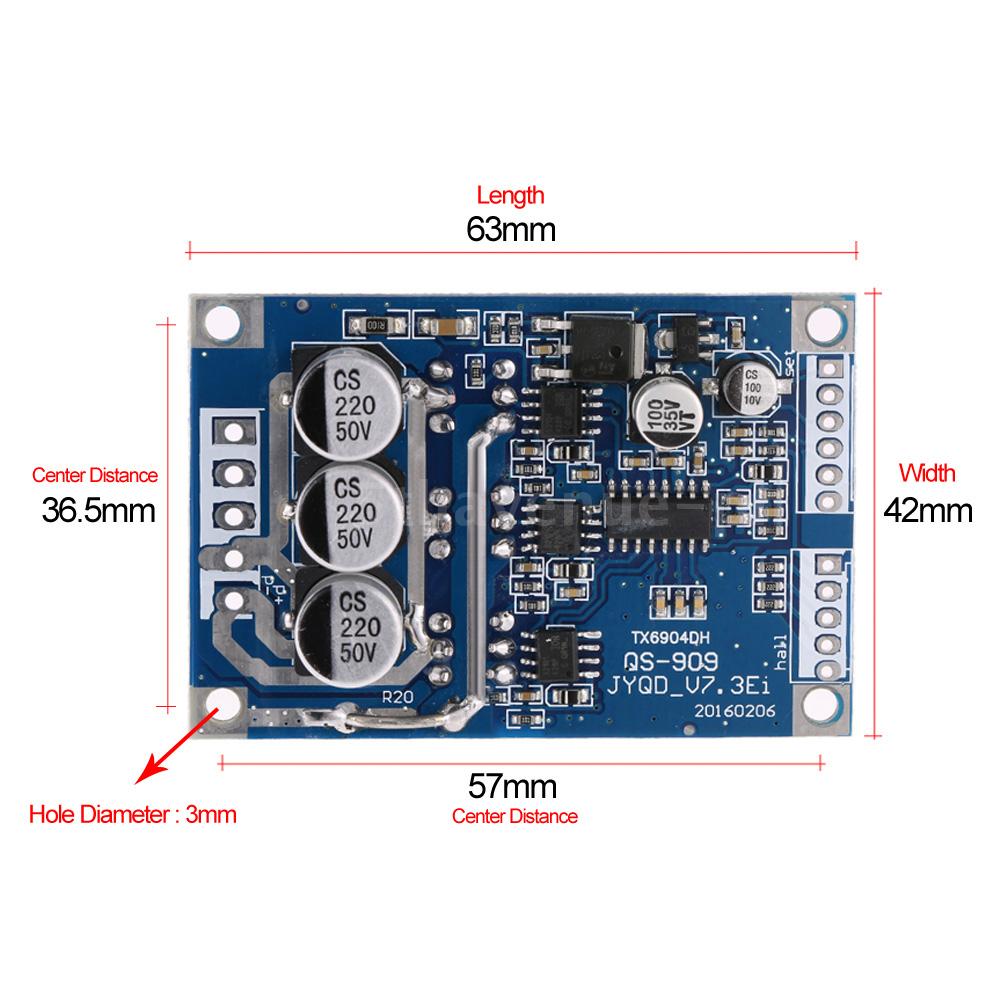 Length
63mm
R100
CS
100
10V
set
CS
220
50V
100
35V
VT
Center Distance
36.5mm
Width
42mm
CS
220
50V
P-
P+
CS
220
50V
TX6904DH
QS-909
JYQD_V7.3Ei
20160206
hall
R20
57mm
Center Distance
Hole Diameter : 3mm